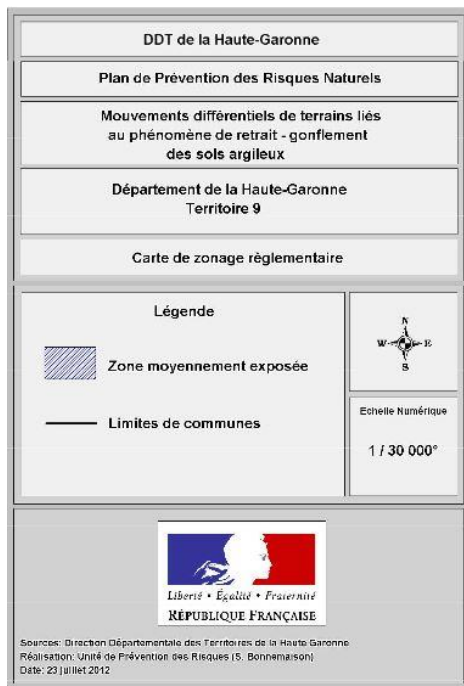 DDT de la Haute-Garonne
Plan de Prévention des Risques Naturels
Mouvements différentiels de terrains liés
au phénomène de retrait - gonflement
des sols argileux
Département de la Haute-Garonne
Territoire 9
Carte de zonage règlementaire
Légende
Zone moyennement exposée
Limites de communes
N
W E
S
Echelle Numérique
1 / 30 000°
Liberté • Égalité • Fraternité
RÉPUBLIQUE FRANÇAISE
Sources: Direction Départementale des Territoires de la Haute Garonne
Réalisation: Unité de Prévention des Risques (S. Bonnemaison)
Date: 23 juillet 2012